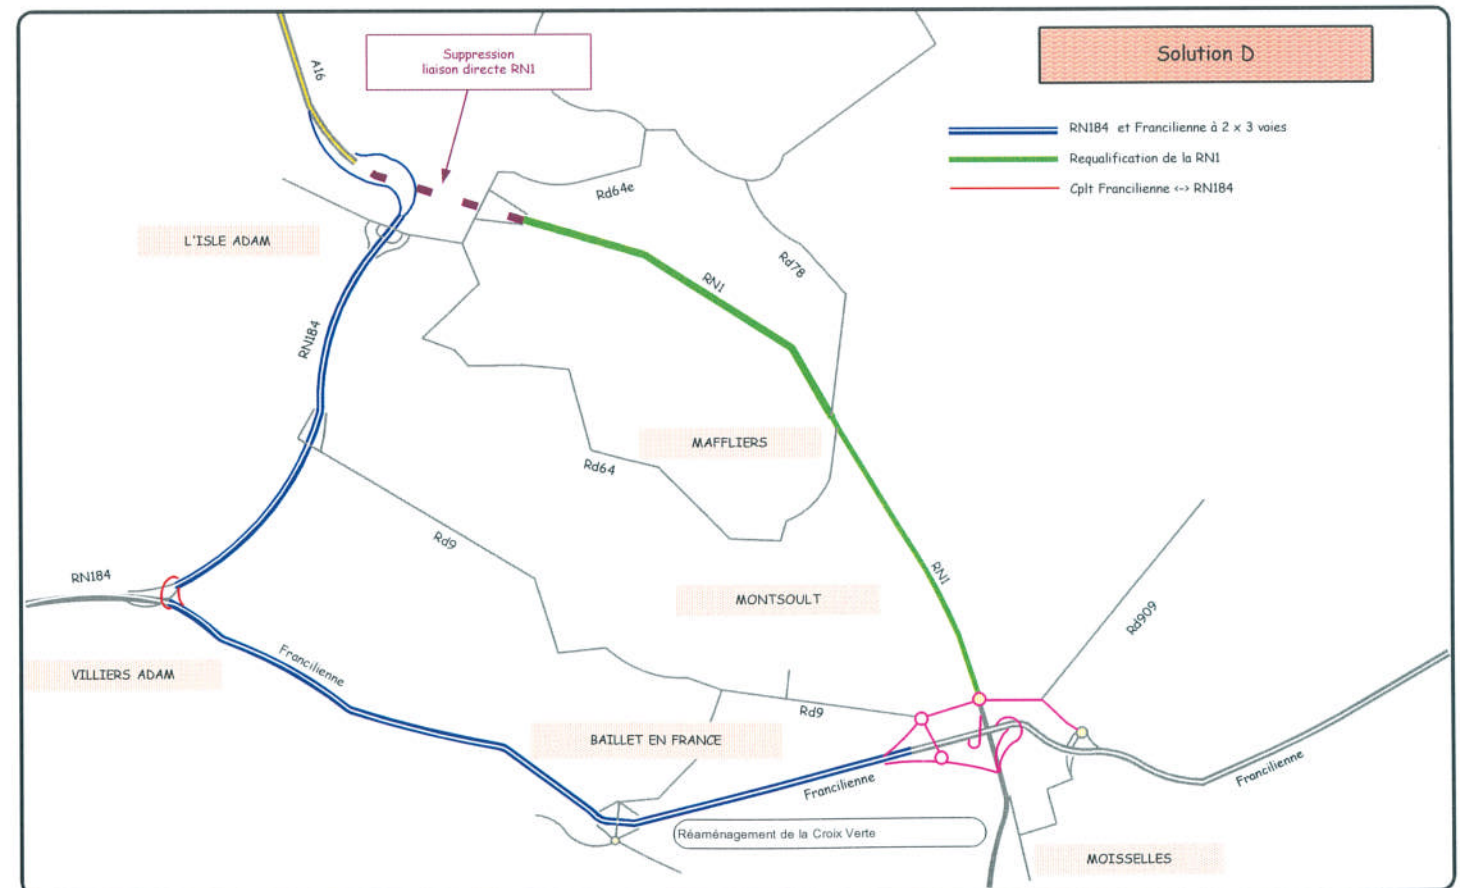 Solution D
Suppression
liaison directe RN1
A16
RN184 et Francilienne à 2 x 3 voies
Requalification de la RN1
Cplt Francilienne <-> RN184
Rd64e
L'ISLE ADAM
Rd78
RN1
RN184
MAFFLIERS
Rd64
Rd9
RN184
RN1
MONTSOULT
Rd909
VILLIERS ADAM
Francilienne
Rd9
BAILLET EN FRANCE
Francilienne
Francilienne
Réaménagement de la Croix Verte
MOISSELLES